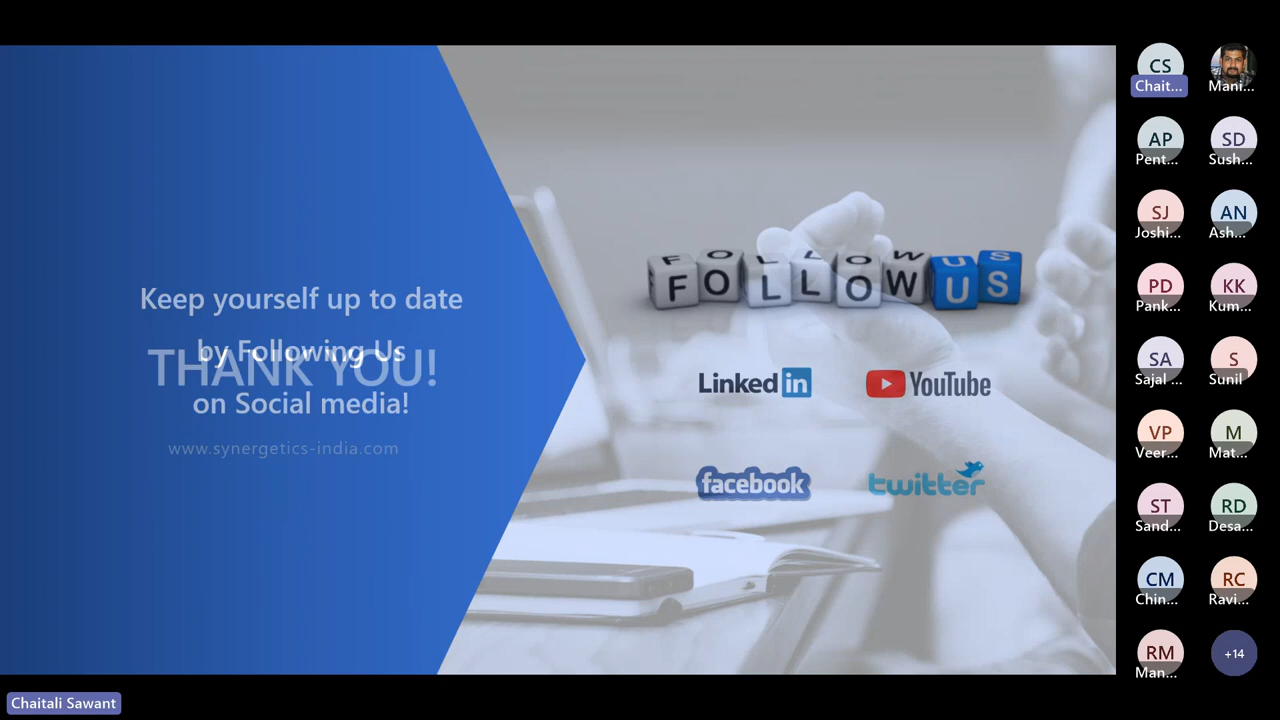 Keep yourself up to date
by Following Us
THANK YOU!
on Social media!
www.synergetics-india.com
FOLLOW US
FOLLOWUS
Linked in
YouTube
facebook
twitter
CS
Chait...
Mani...
AP
Pent...
SD
Sush...
SJ
Joshi...
AN
Ash...
PD
Pank...
KK
Kum...
SA
Sajal ...
S
Sunil
VP
Veer...
M
Mat...
ST
Sand...
RD
Desa...
CM
Chin...
RC
Ravi...
RM
Man...
+14
Chaitali Sawant